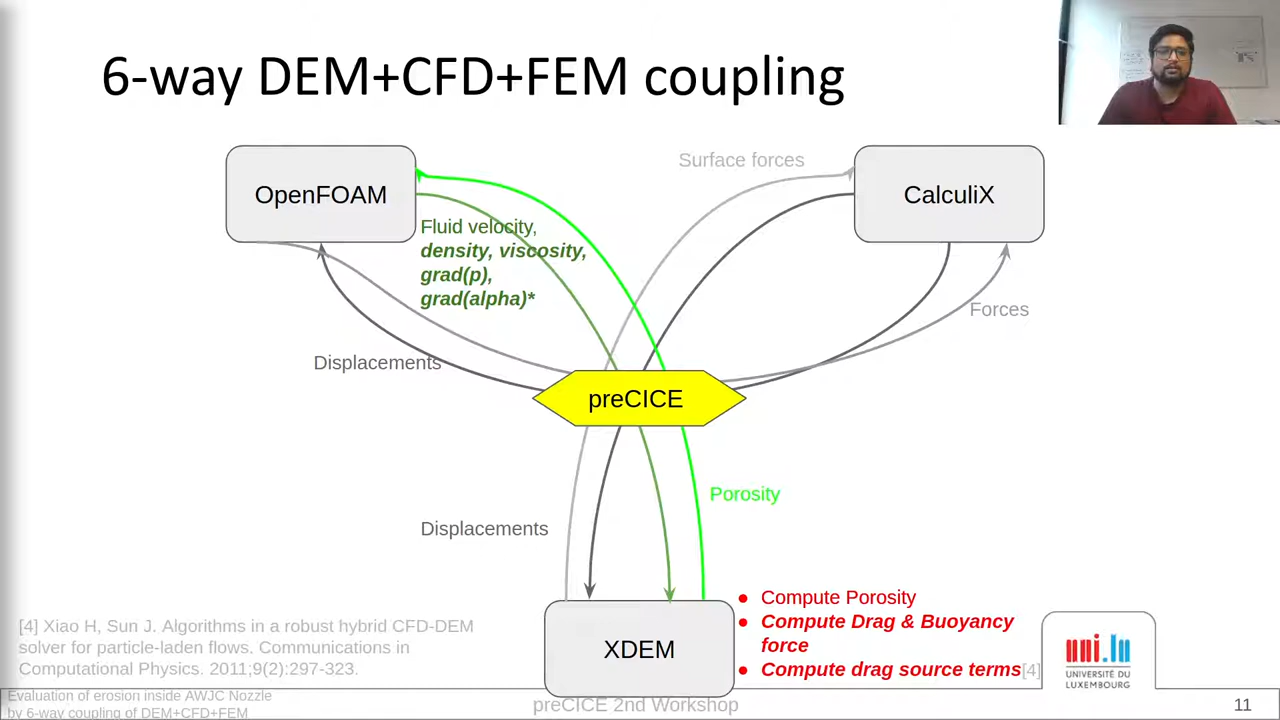 6-way DEM+CFD+FEM coupling
OpenFOAM
Surface forces
CalculiX
Fluid velocity,
density, viscosity,
grad(p),
grad(alpha)*
Forces
Displacements
preCICE
Porosity
Displacements
XDEM
● Compute Porosity
● Compute Drag & Buoyancy
force
● Compute drag source terms[4]
[4] Xiao H, Sun J. Algorithms in a robust hybrid CFD-DEM
solver for particle-laden flows. Communications in
Computational Physics. 2011;9(2):297-323.
uni.lu
UNIVERSITÉ DU
LUXEMBOURG
Evaluation of erosion inside AWJC Nozzle
by 6-way coupling of DEM+CFD+FEM
preCICE 2nd Workshop
11